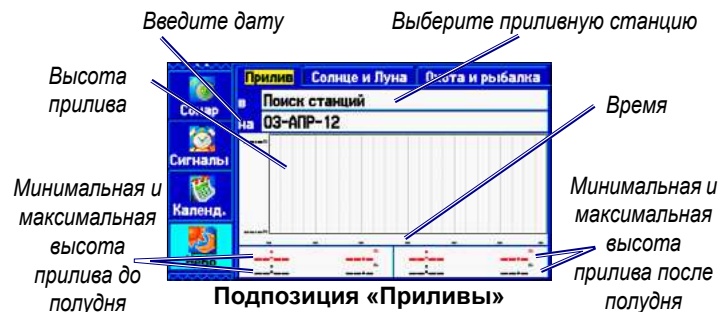 Введите дату
Выберите приливную станцию
Высота
прилива
Время
Минимальная и
максимальная
высота
прилива до
полудня
Минимальная и
максимальная
высота
прилива после
полудня
Прилив
Солнце и Луна
Охота и рыбалка
в
Поиск станций
на
03-АПР-12
Сонар
Сигналы
Календ.
Подпозиция «Приливы»